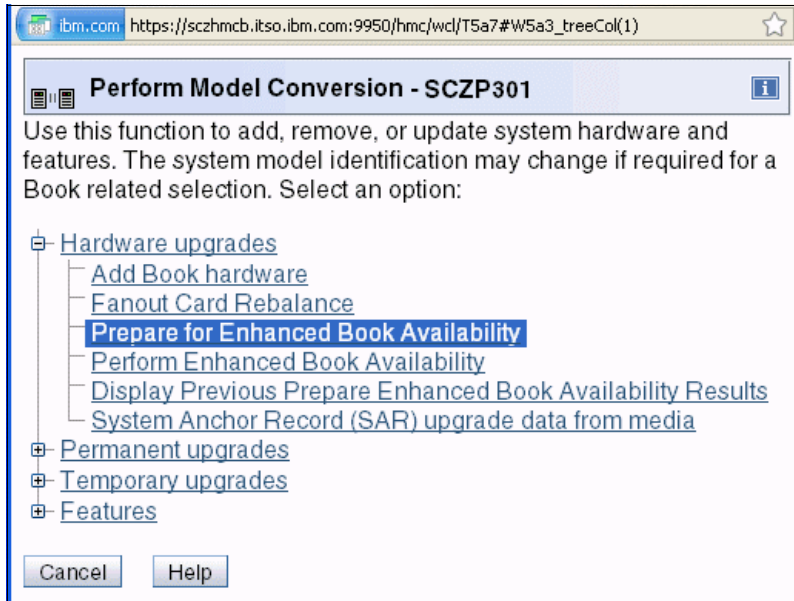 ibm.com https://sczhmcb.itso.ibm.com:9950/hmc/wcl/T5a7#W5a3_treeCol(1)
Perform Model Conversion - SCZP301
Use this function to add, remove, or update system hardware and
features. The system model identification may change if required for a
Book related selection. Select an option:
Hardware upgrades
Add Book hardware
Fanout Card Rebalance
Prepare for Enhanced Book Availability
Perform Enhanced Book Availability
Display Previous Prepare Enhanced Book Availability Results
System Anchor Record (SAR) upgrade data from media
Permanent upgrades
Temporary upgrades
Features
Cancel Help